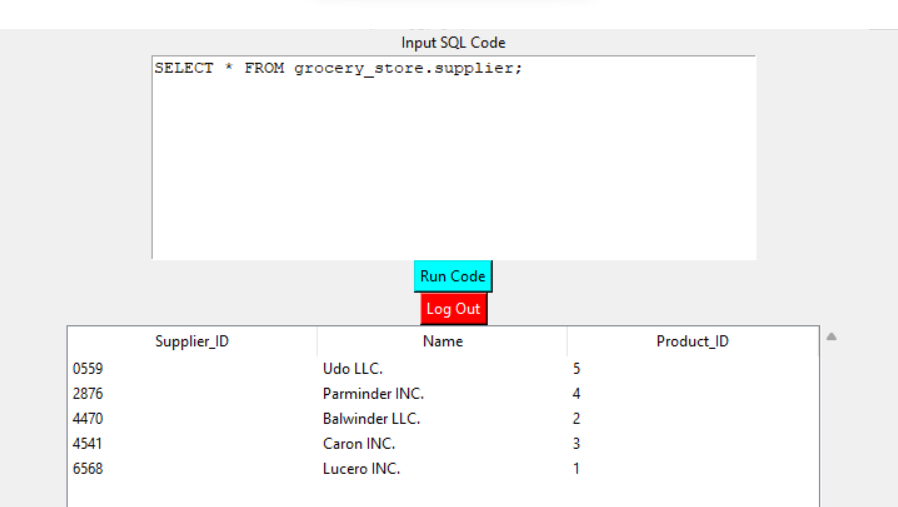 Input SQL Code
SELECT * FROM grocery_store.supplier;
Run Code
Log Out
Supplier_ID Name Product_ID
0559 Udo LLC. 5
2876 Parminder INC. 4
4470 Balwinder LLC. 2
4541 Caron INC. 3
6568 Lucero INC. 1